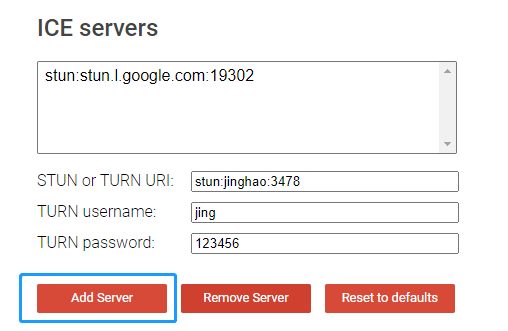 ICE servers
stun:stun.l.google.com:19302
STUN or TURN URI: stun:jinghao:3478
TURN username: jing
TURN password: 123456
Add Server Remove Server Reset to defaults